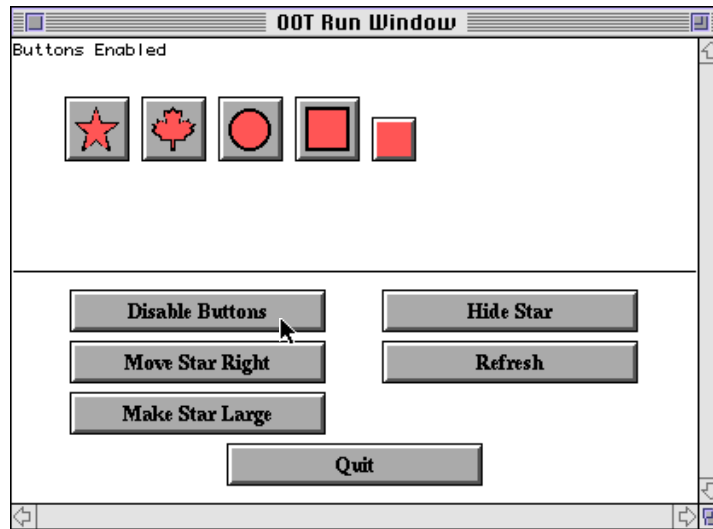 OOT Run Window
Buttons Enabled
Disable Buttons
Hide Star
Move Star Right
Refresh
Make Star Large
Quit